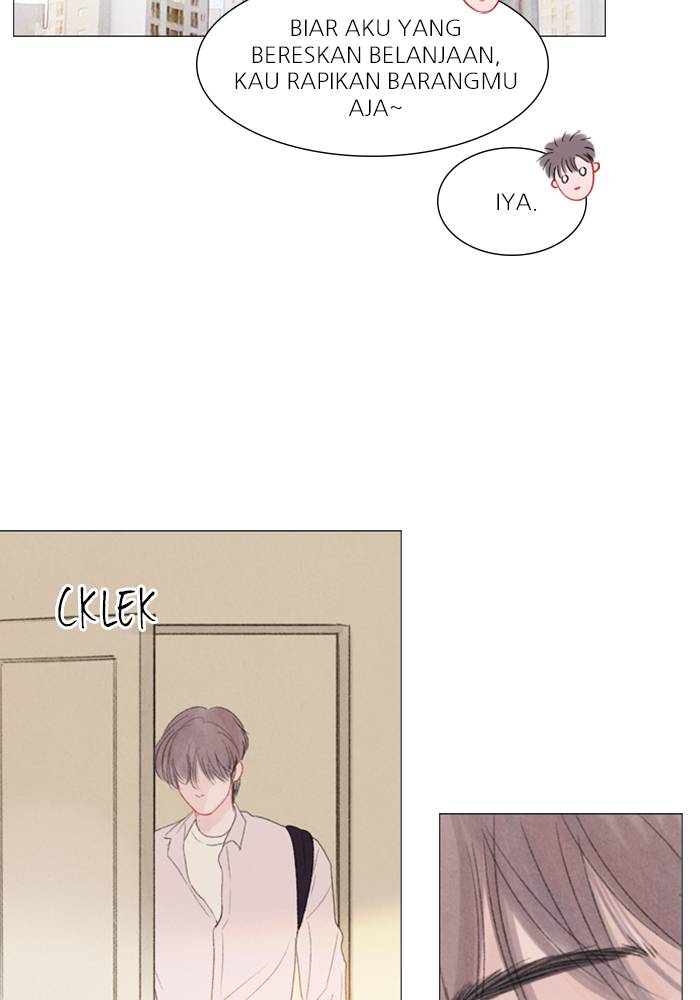 BIAR AKU YANG
BERESKAN BELANJAAN,
KAU RAPIKAN BARANGMU
AJA~
IYA.
CKLEK